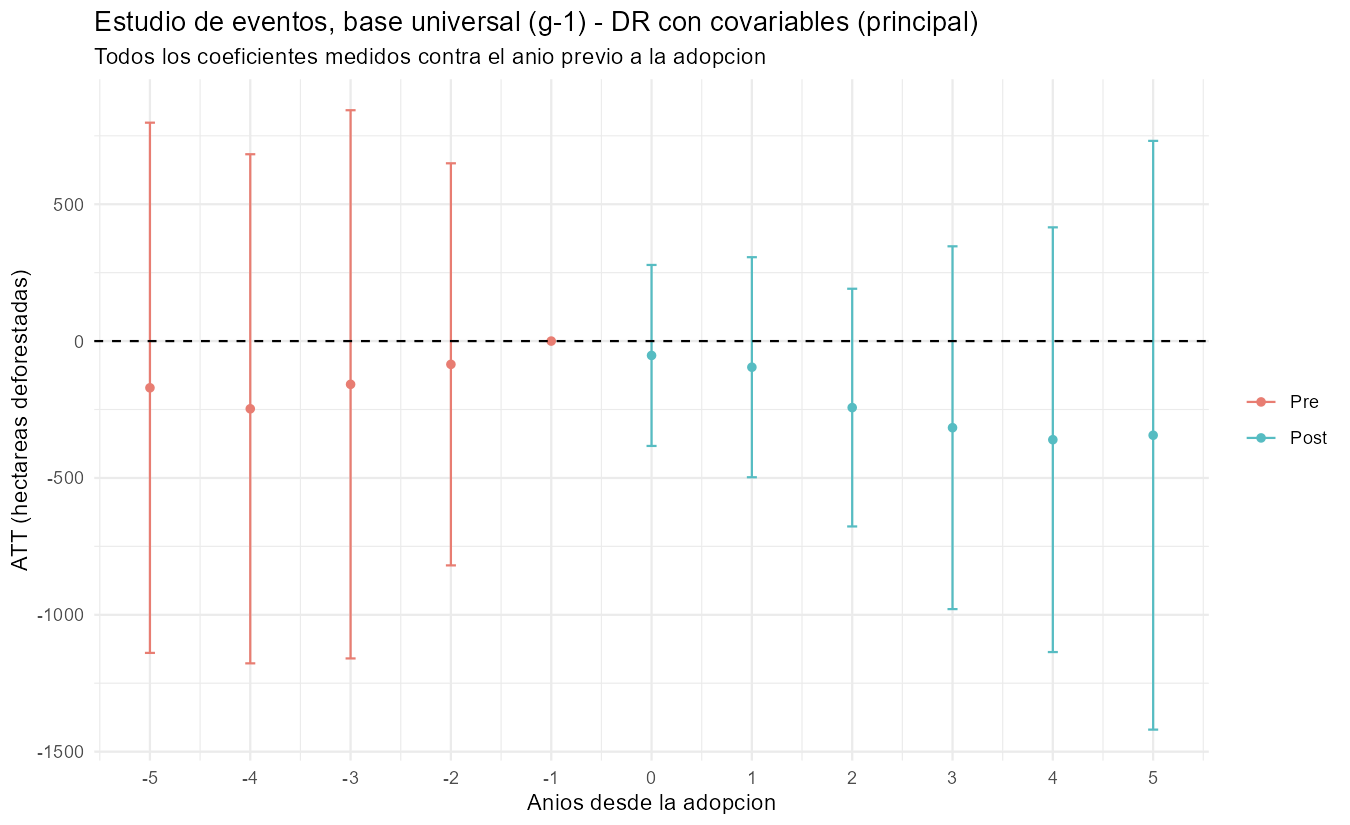 Estudio de eventos, base universal (g-1) - DR con covariables (principal)
Todos los coeficientes medidos contra el anio previo a la adopcion
ATT (hectareas deforestadas)
500
0
-500
-1000
-1500
-5 -4 -3 -2 -1 0 1 2 3 4 5
Anios desde la adopcion
Pre
Post